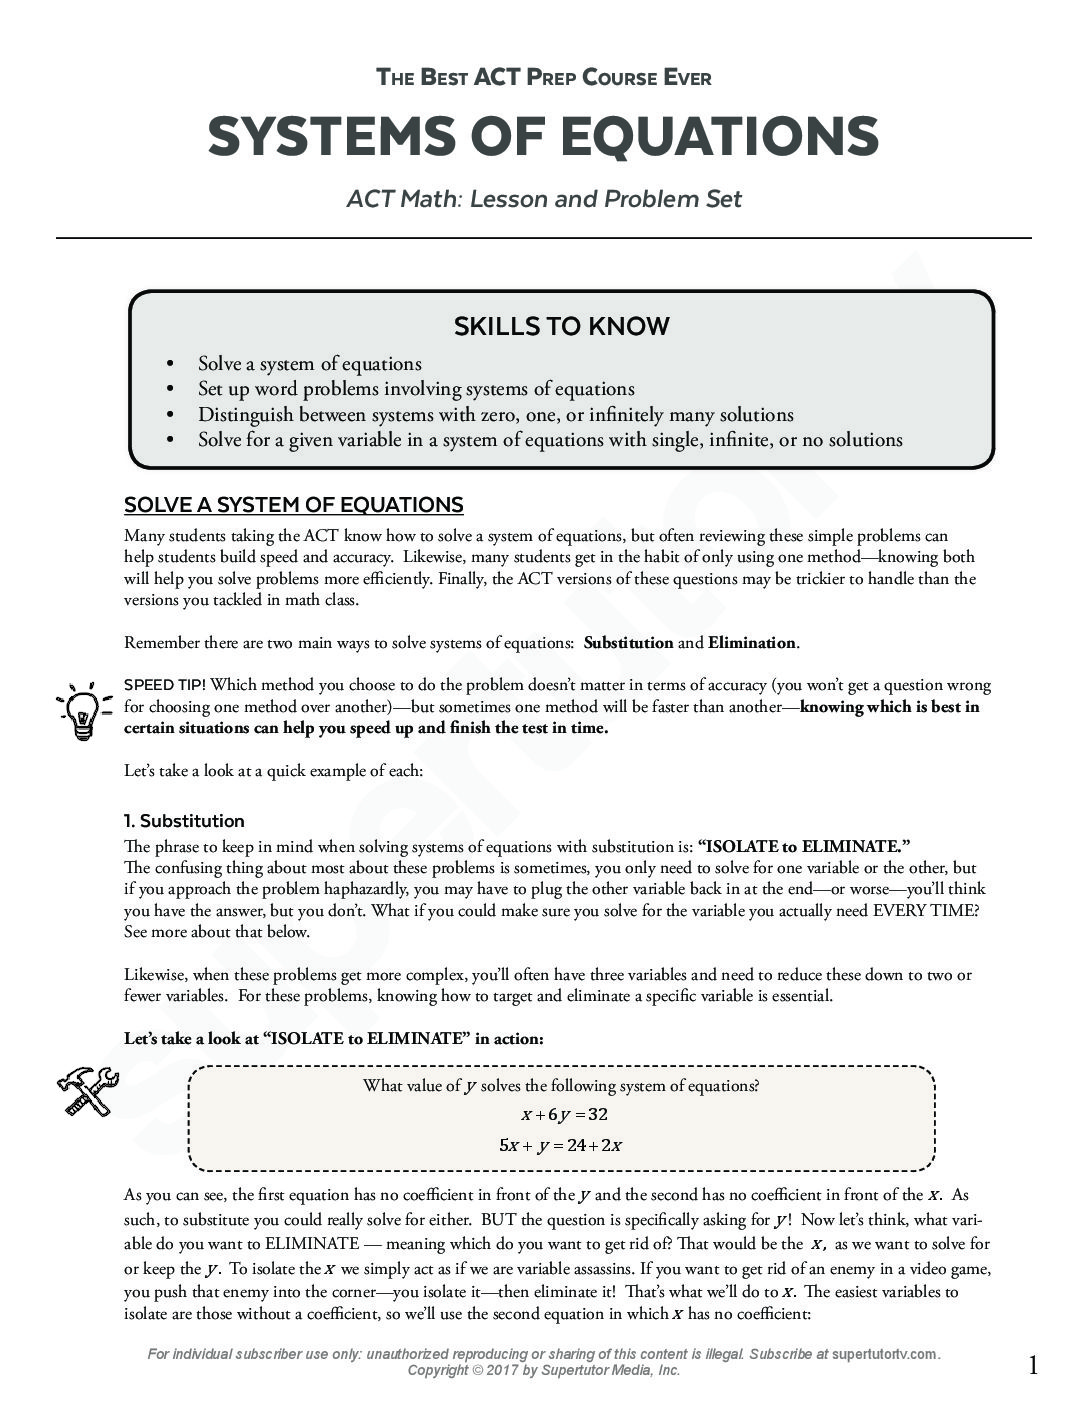 The Best ACT Prep Course Ever
SYSTEMS OF EQUATIONS
ACT Math: Lesson and Problem Set
SKILLS TO KNOW
• Solve a system of equations
• Set up word problems involving systems of equations
• Distinguish between systems with zero, one, or infinitely many solutions
• Solve for a given variable in a system of equations with single, infinite, or no solutions
SOLVE A SYSTEM OF EQUATIONS
Many students taking the ACT know how to solve a system of equations, but often reviewing these simple problems can
help students build speed and accuracy. Likewise, many students get in the habit of only using one method—knowing both
will help you solve problems more efficiently. Finally, the ACT versions of these questions may be trickier to handle than the
versions you tackled in math class.
Remember there are two main ways to solve systems of equations: Substitution and Elimination.
SPEED TIP! Which method you choose to do the problem doesn't matter in terms of accuracy (you won't get a question wrong
for choosing one method over another)—but sometimes one method will be faster than another—knowing which is best in
certain situations can help you speed up and finish the test in time.
Let's take a look at a quick example of each:
1. Substitution
The phrase to keep in mind when solving systems of equations with substitution is: "ISOLATE to ELIMINATE."
The confusing thing about most about these problems is sometimes, you only need to solve for one variable or the other, but
if you approach the problem haphazardly, you may have to plug the other variable back in at the end—or worse—you'll think
you have the answer, but you don't. What if you could make sure you solve for the variable you actually need EVERY TIME?
See more about that below.
Likewise, when these problems get more complex, you'll often have three variables and need to reduce these down to two or
fewer variables. For these problems, knowing how to target and eliminate a specific variable is essential.
Let's take a look at "ISOLATE to ELIMINATE" in action:
What value of y solves the following system of equations?
x + 6y = 32
5x + y = 24 + 2x
As you can see, the first equation has no coefficient in front of the y and the second has no coefficient in front of the x. As
such, to substitute you could really solve for either. BUT the question is specifically asking for y! Now let's think, what vari-
able do you want to ELIMINATE — meaning which do you want to get rid of? That would be the x, as we want to solve for
or keep the y. To isolate the x we simply act as if we are variable assassins. If you want to get rid of an enemy in a video game,
you push that enemy into the corner—you isolate it—then eliminate it! That's what we'll do to x. The easiest variables to
isolate are those without a coefficient, so we'll use the second equation in which x has no coefficient:
For individual subscriber use only: unauthorized reproducing or sharing of this content is illegal. Subscribe at supertutortv.com.
Copyright © 2017 by Supertutor Media, Inc.
1
supertutor